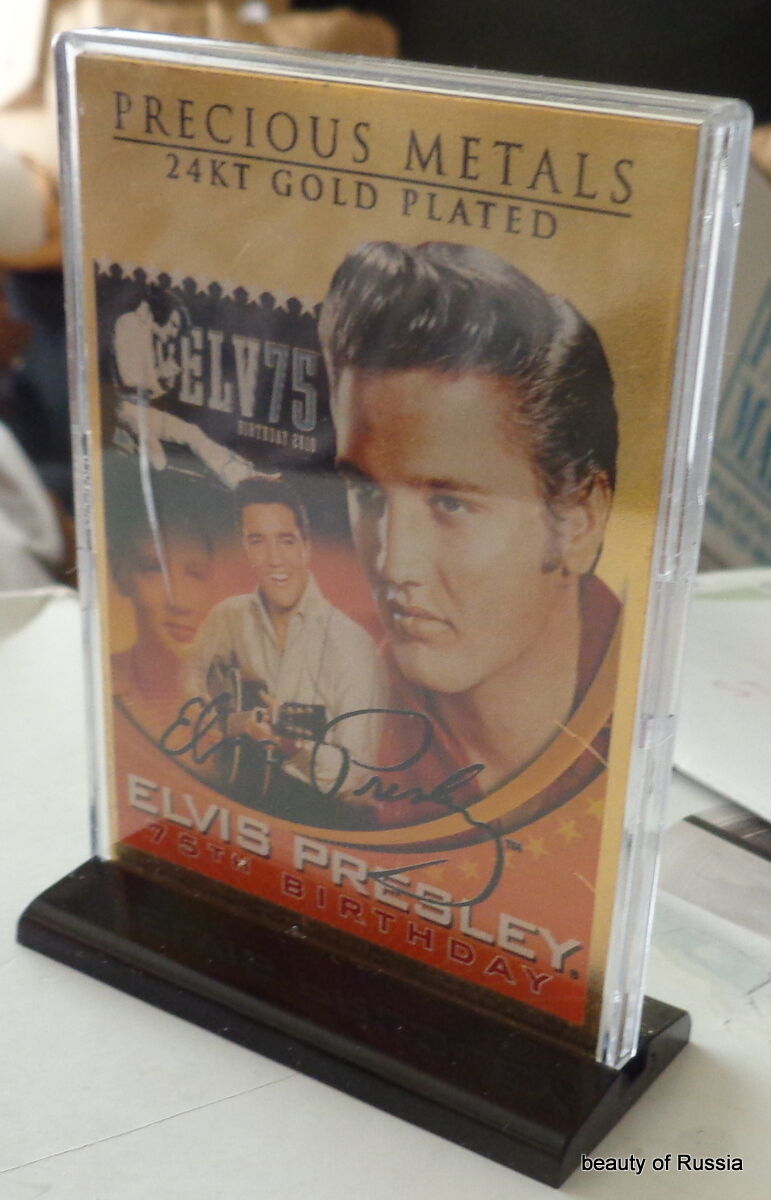 PRECIOUS METALS
24KT GOLD PLATED
ELV75
BIRTHDAY 2010
Elvis Presley
ELVIS PRESLEY.
75TH BIRTHDAY
beauty of Russia